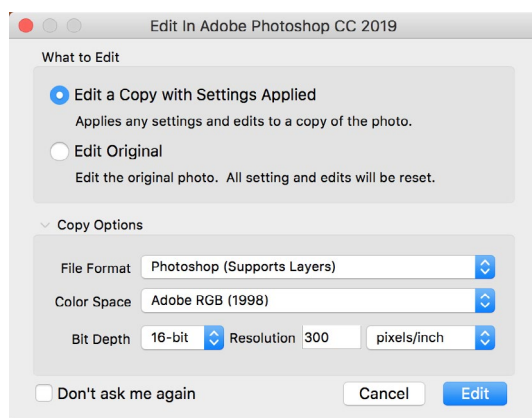 Edit In Adobe Photoshop CC 2019
What to Edit
Edit a Copy with Settings Applied
Applies any settings and edits to a copy of the photo.
Edit Original
Edit the original photo.  All setting and edits will be reset.
Copy Options
File Format Photoshop (Supports Layers)
Color Space Adobe RGB (1998)
Bit Depth 16-bit Resolution 300 pixels/inch
Don't ask me again Cancel Edit